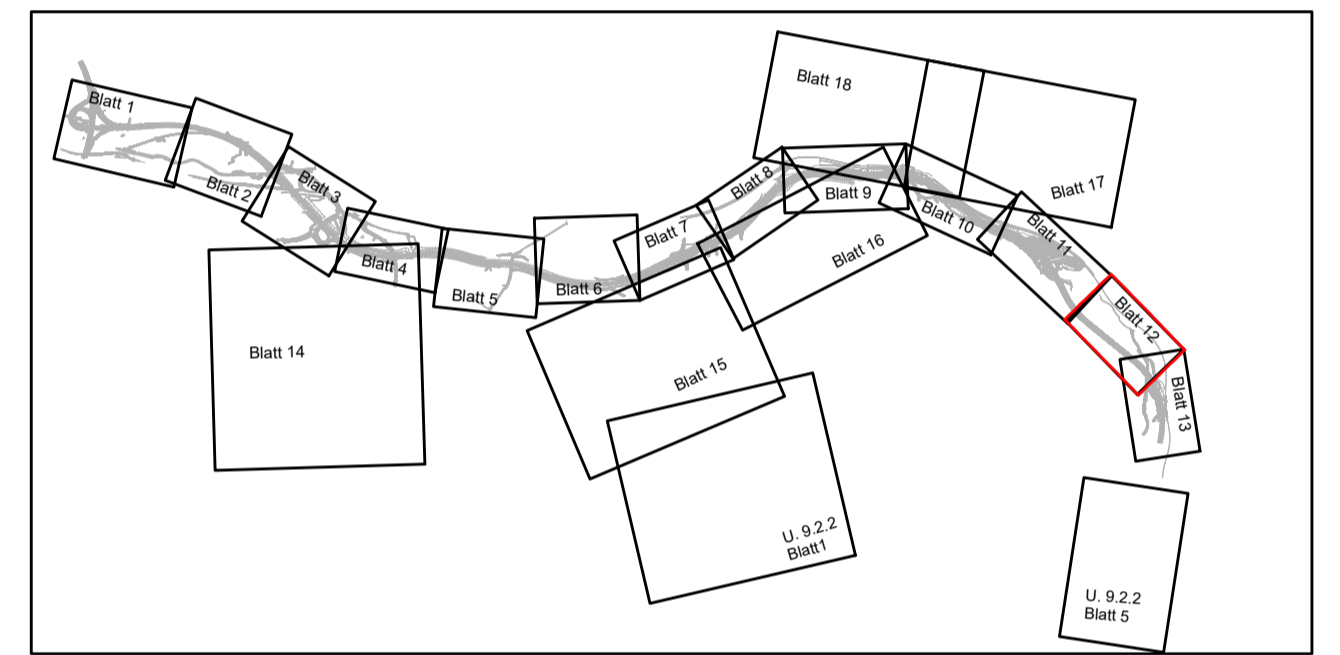 Blatt 1
Blatt 2
Blatt 3
Blatt 4
Blatt 5
Blatt 6
Blatt 7
Blatt 8
Blatt 9
Blatt 10
Blatt 11
Blatt 12
Blatt 13
Blatt 14
Blatt 15
Blatt 16
Blatt 17
Blatt 18
U. 9.2.2
Blatt1
U. 9.2.2
Blatt 5